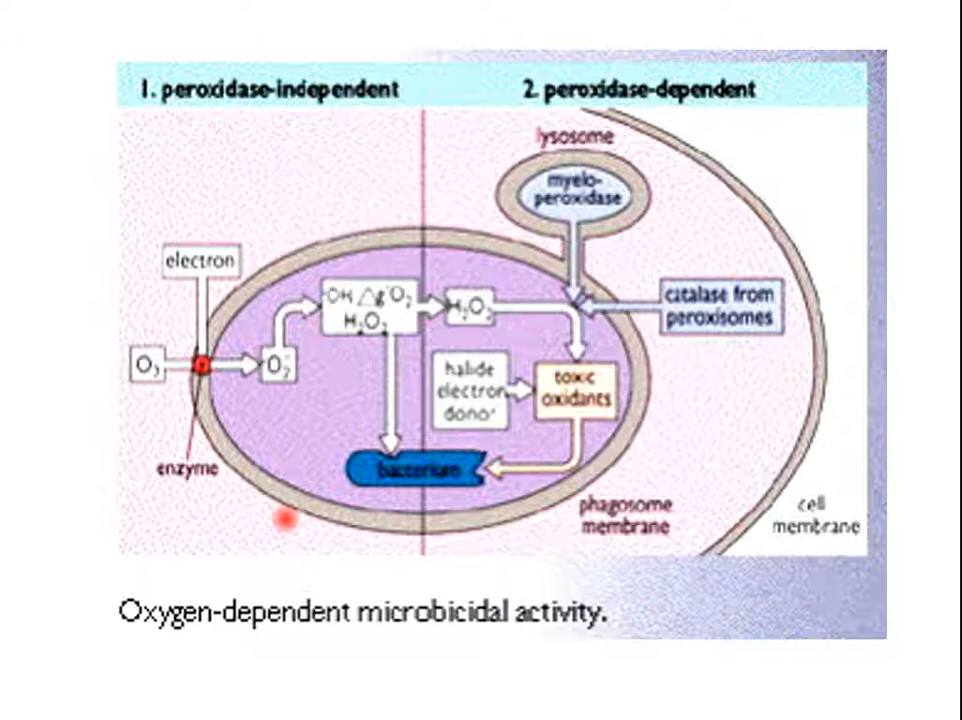 1. peroxidase-independent
2. peroxidase-dependent
lysosome
myelo-
peroxidase
electron
H₂O₂
H₂O₂
catalase from
peroxisomes
O₂⁻
halide
electron
donor
toxic
oxidants
bacterium
enzyme
phagosome
membrane
cell
membrane
Oxygen-dependent microbicidal activity.